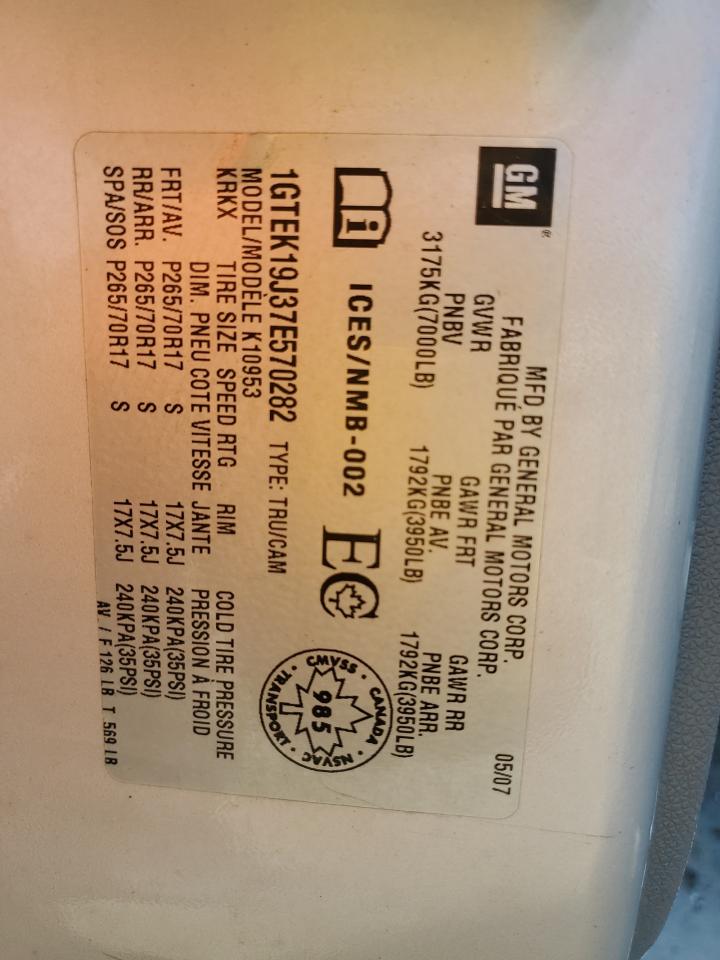 GM®
MFD BY GENERAL MOTORS CORP. 05/07
FABRIQUÉ PAR GENERAL MOTORS CORP.
GVWR GAWR FRT GAWR RR
PNBV PNBE AV. PNBE ARR.
3175KG(7000LB) 1792KG(3950LB) 1792KG(3950LB)
i ICES/NMB-002 EC
CANADA · NSVAC · TRANSPORT · CMVSS ·
985
1GTEK19J37E570282 TYPE: TRU/CAM
MODEL/MODÈLE K10953
KRKX TIRE SIZE SPEED RTG RIM COLD TIRE PRESSURE
DIM. PNEU COTE VITESSE JANTE PRESSION À FROID
FRT/AV. P265/70R17 S 17X7.5J 240KPA(35PSI)
RR/ARR. P265/70R17 S 17X7.5J 240KPA(35PSI)
SPA/SOS P265/70R17 S 17X7.5J 240KPA(35PSI)
AV. / F 126 LB T 569 LB